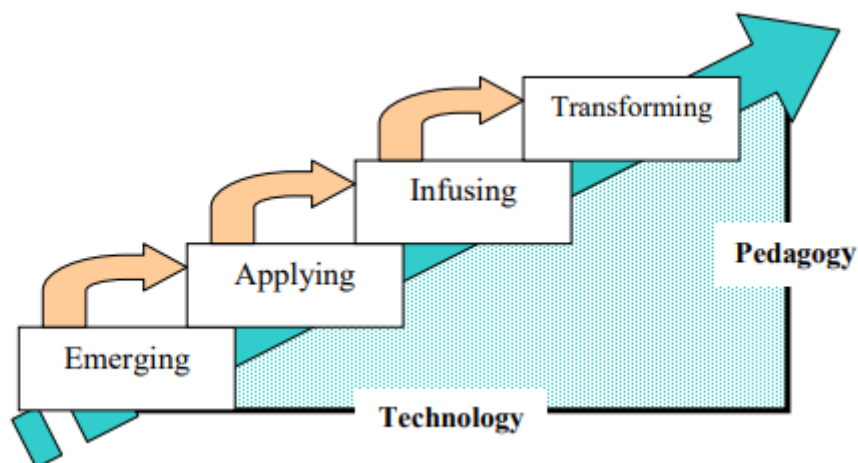 Transforming
Infusing
Pedagogy
Applying
Emerging
Technology